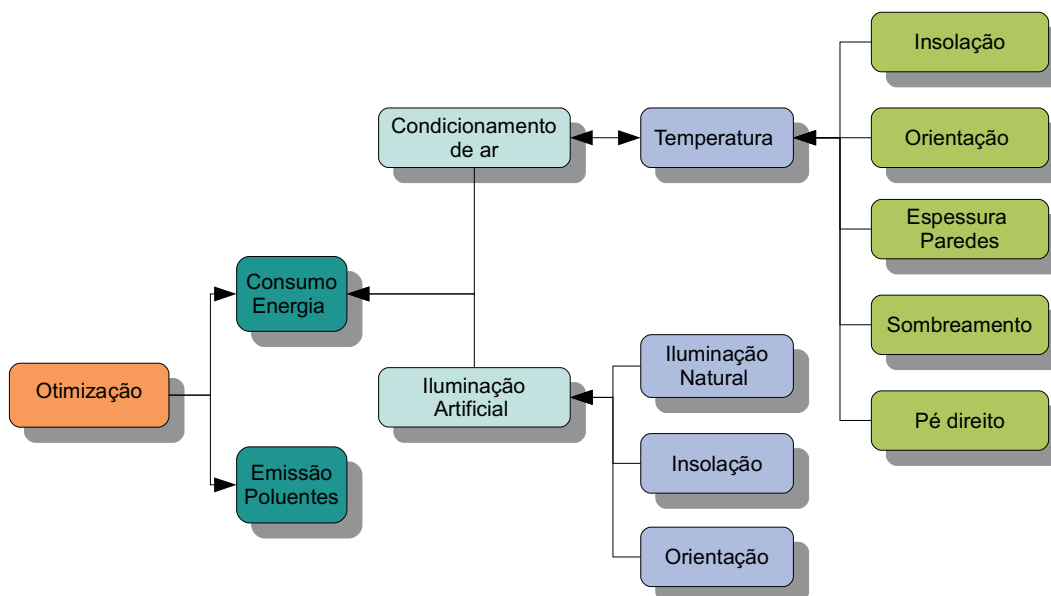 Insolação
Condicionamento
de ar
Temperatura
Orientação
Espessura
Paredes
Consumo
Energia
Sombreamento
Otimização
Iluminação
Artificial
Iluminação
Natural
Pé direito
Emissão
Poluentes
Insolação
Orientação